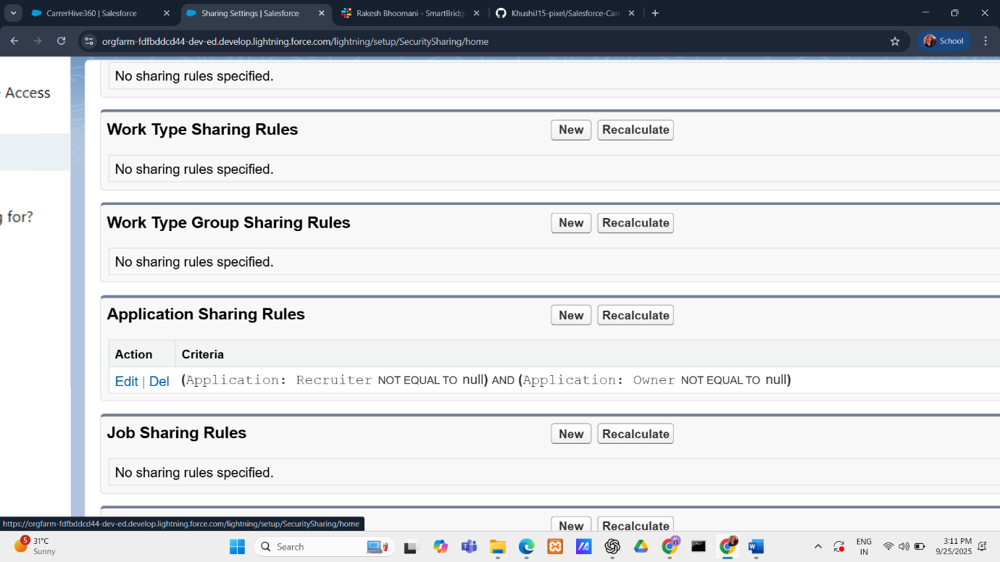 CarrerHive360 | Salesforce
Sharing Settings | Salesforce
Rakesh Bhoomani - SmartBridge
KhushiJ15-pixel/Salesforce-Carr
orgfarm-fdfbddcd44-dev-ed.develop.lightning.force.com/lightning/setup/SecuritySharing/home
School
No sharing rules specified.
Access
Work Type Sharing Rules New Recalculate
No sharing rules specified.
g for?
Work Type Group Sharing Rules New Recalculate
No sharing rules specified.
Application Sharing Rules New Recalculate
Action Criteria
Edit | Del (Application: Recruiter NOT EQUAL TO null) AND (Application: Owner NOT EQUAL TO null)
Job Sharing Rules New Recalculate
No sharing rules specified.
New Recalculate
https://orgfarm-fdfbddcd44-dev-ed.develop.lightning.force.com/lightning/setup/SecuritySharing/home
5 31°C
Sunny
Search
ENG
IN
3:11 PM
9/25/2025